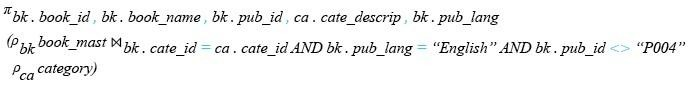 π bk . book_id , bk . book_name , bk . pub_id , ca . cate_descrip , bk . pub_lang
(ρ bk book_mast ⋈ bk . cate_id = ca . cate_id AND bk . pub_lang = “English” AND bk . pub_id <> “P004”
ρ ca category)